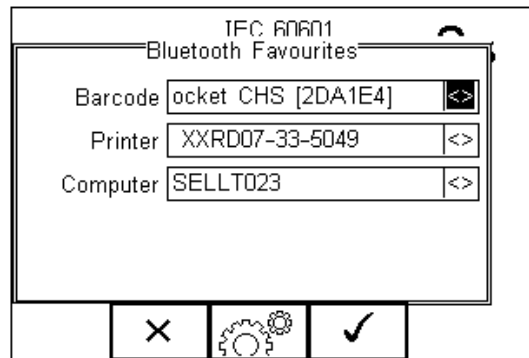 IEC 60601
Bluetooth Favourites
Barcode ocket CHS [2DA1E4] <>
Printer XXRD07-33-5049 <>
Computer SELLT023 <>